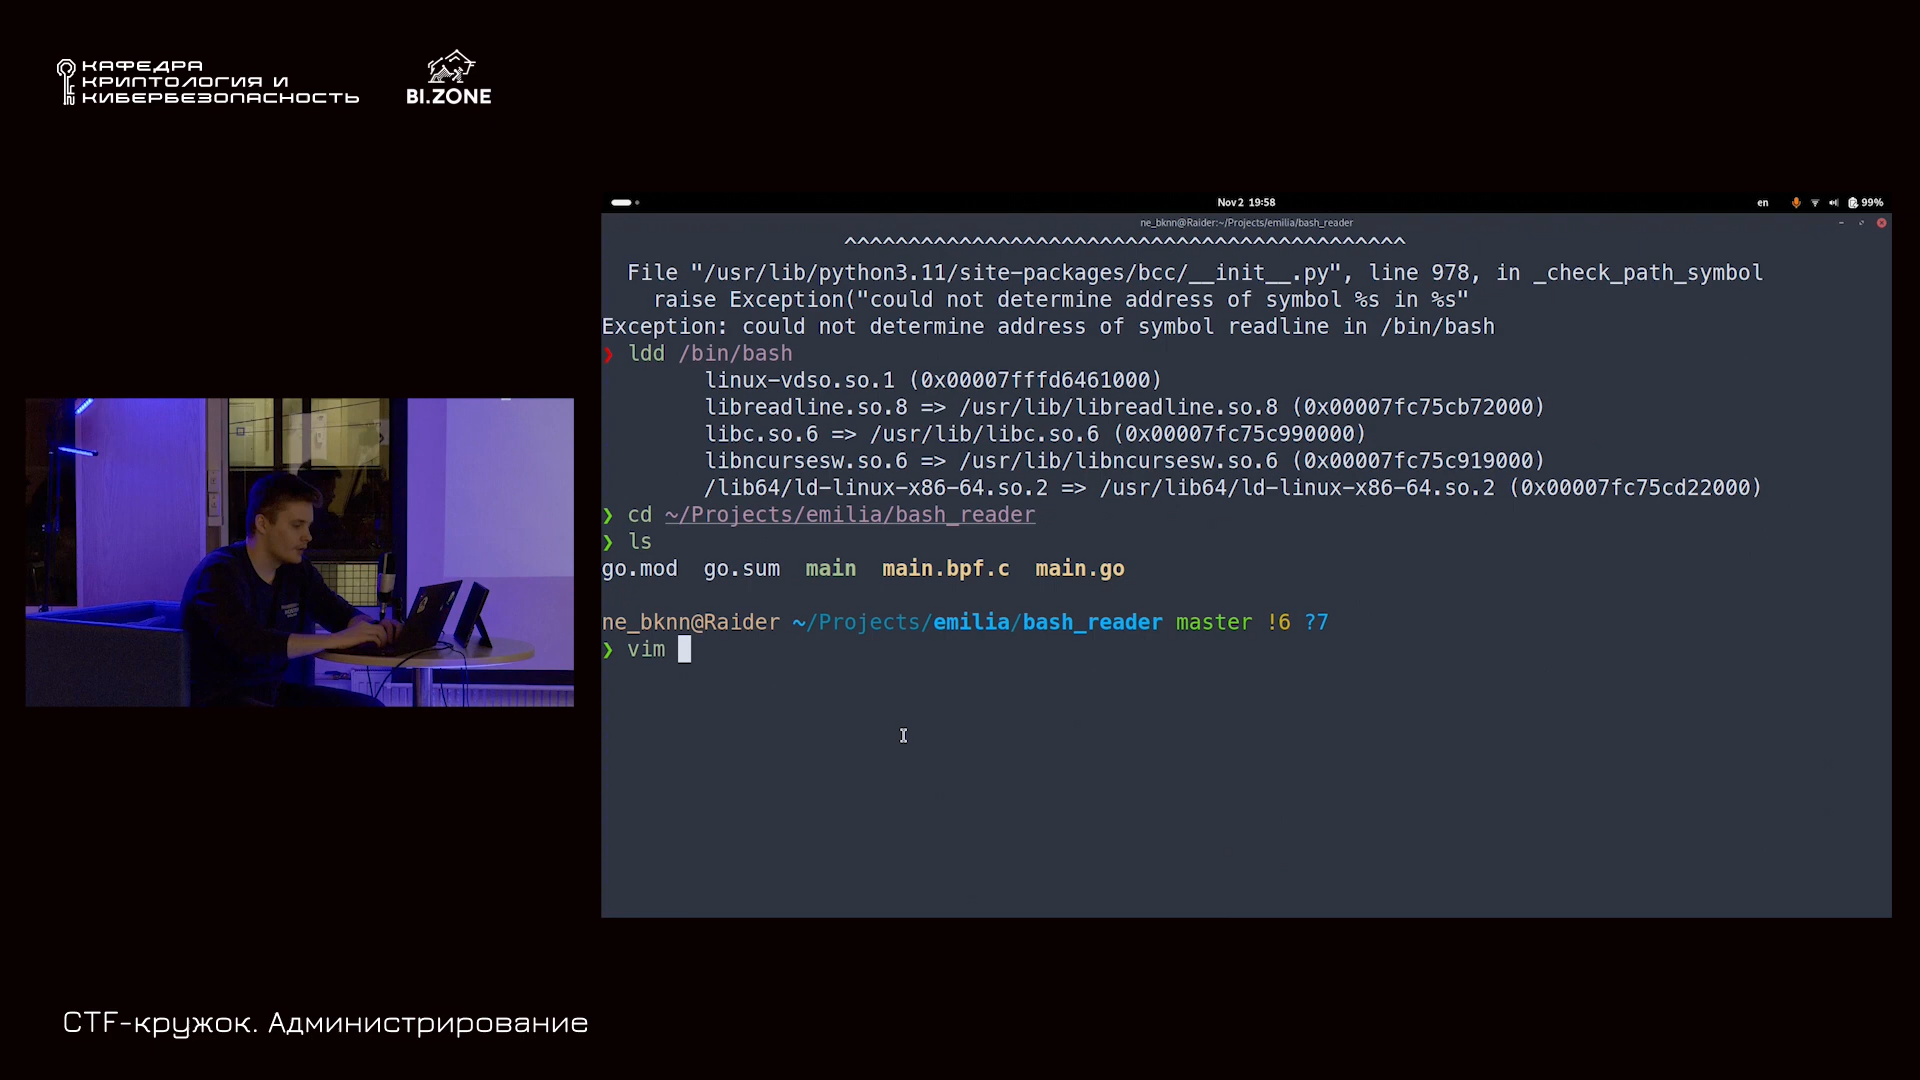 КАФЕДРА
КРИПТОЛОГИЯ И
КИБЕРБЕЗОПАСНОСТЬ
BI.ZONE
Nov 2 19:58
en
99%
ne_bknn@Raider:~/Projects/emilia/bash_reader
^^^^^^^^^^^^^^^^^^^^^^^^^^^^^^^^^^^^^^^^^^^^
File "/usr/lib/python3.11/site-packages/bcc/__init__.py", line 978, in _check_path_symbol
raise Exception("could not determine address of symbol %s in %s"
Exception: could not determine address of symbol readline in /bin/bash
❯ ldd /bin/bash
linux-vdso.so.1 (0x00007fffd6461000)
libreadline.so.8 => /usr/lib/libreadline.so.8 (0x00007fc75cb72000)
libc.so.6 => /usr/lib/libc.so.6 (0x00007fc75c990000)
libncursesw.so.6 => /usr/lib/libncursesw.so.6 (0x00007fc75c919000)
/lib64/ld-linux-x86-64.so.2 => /usr/lib64/ld-linux-x86-64.so.2 (0x00007fc75cd22000)
❯ cd ~/Projects/emilia/bash_reader
❯ ls
go.mod go.sum main main.bpf.c main.go
ne_bknn@Raider ~/Projects/emilia/bash_reader master !6 ?7
❯ vim
CTF-кружок. Администрирование